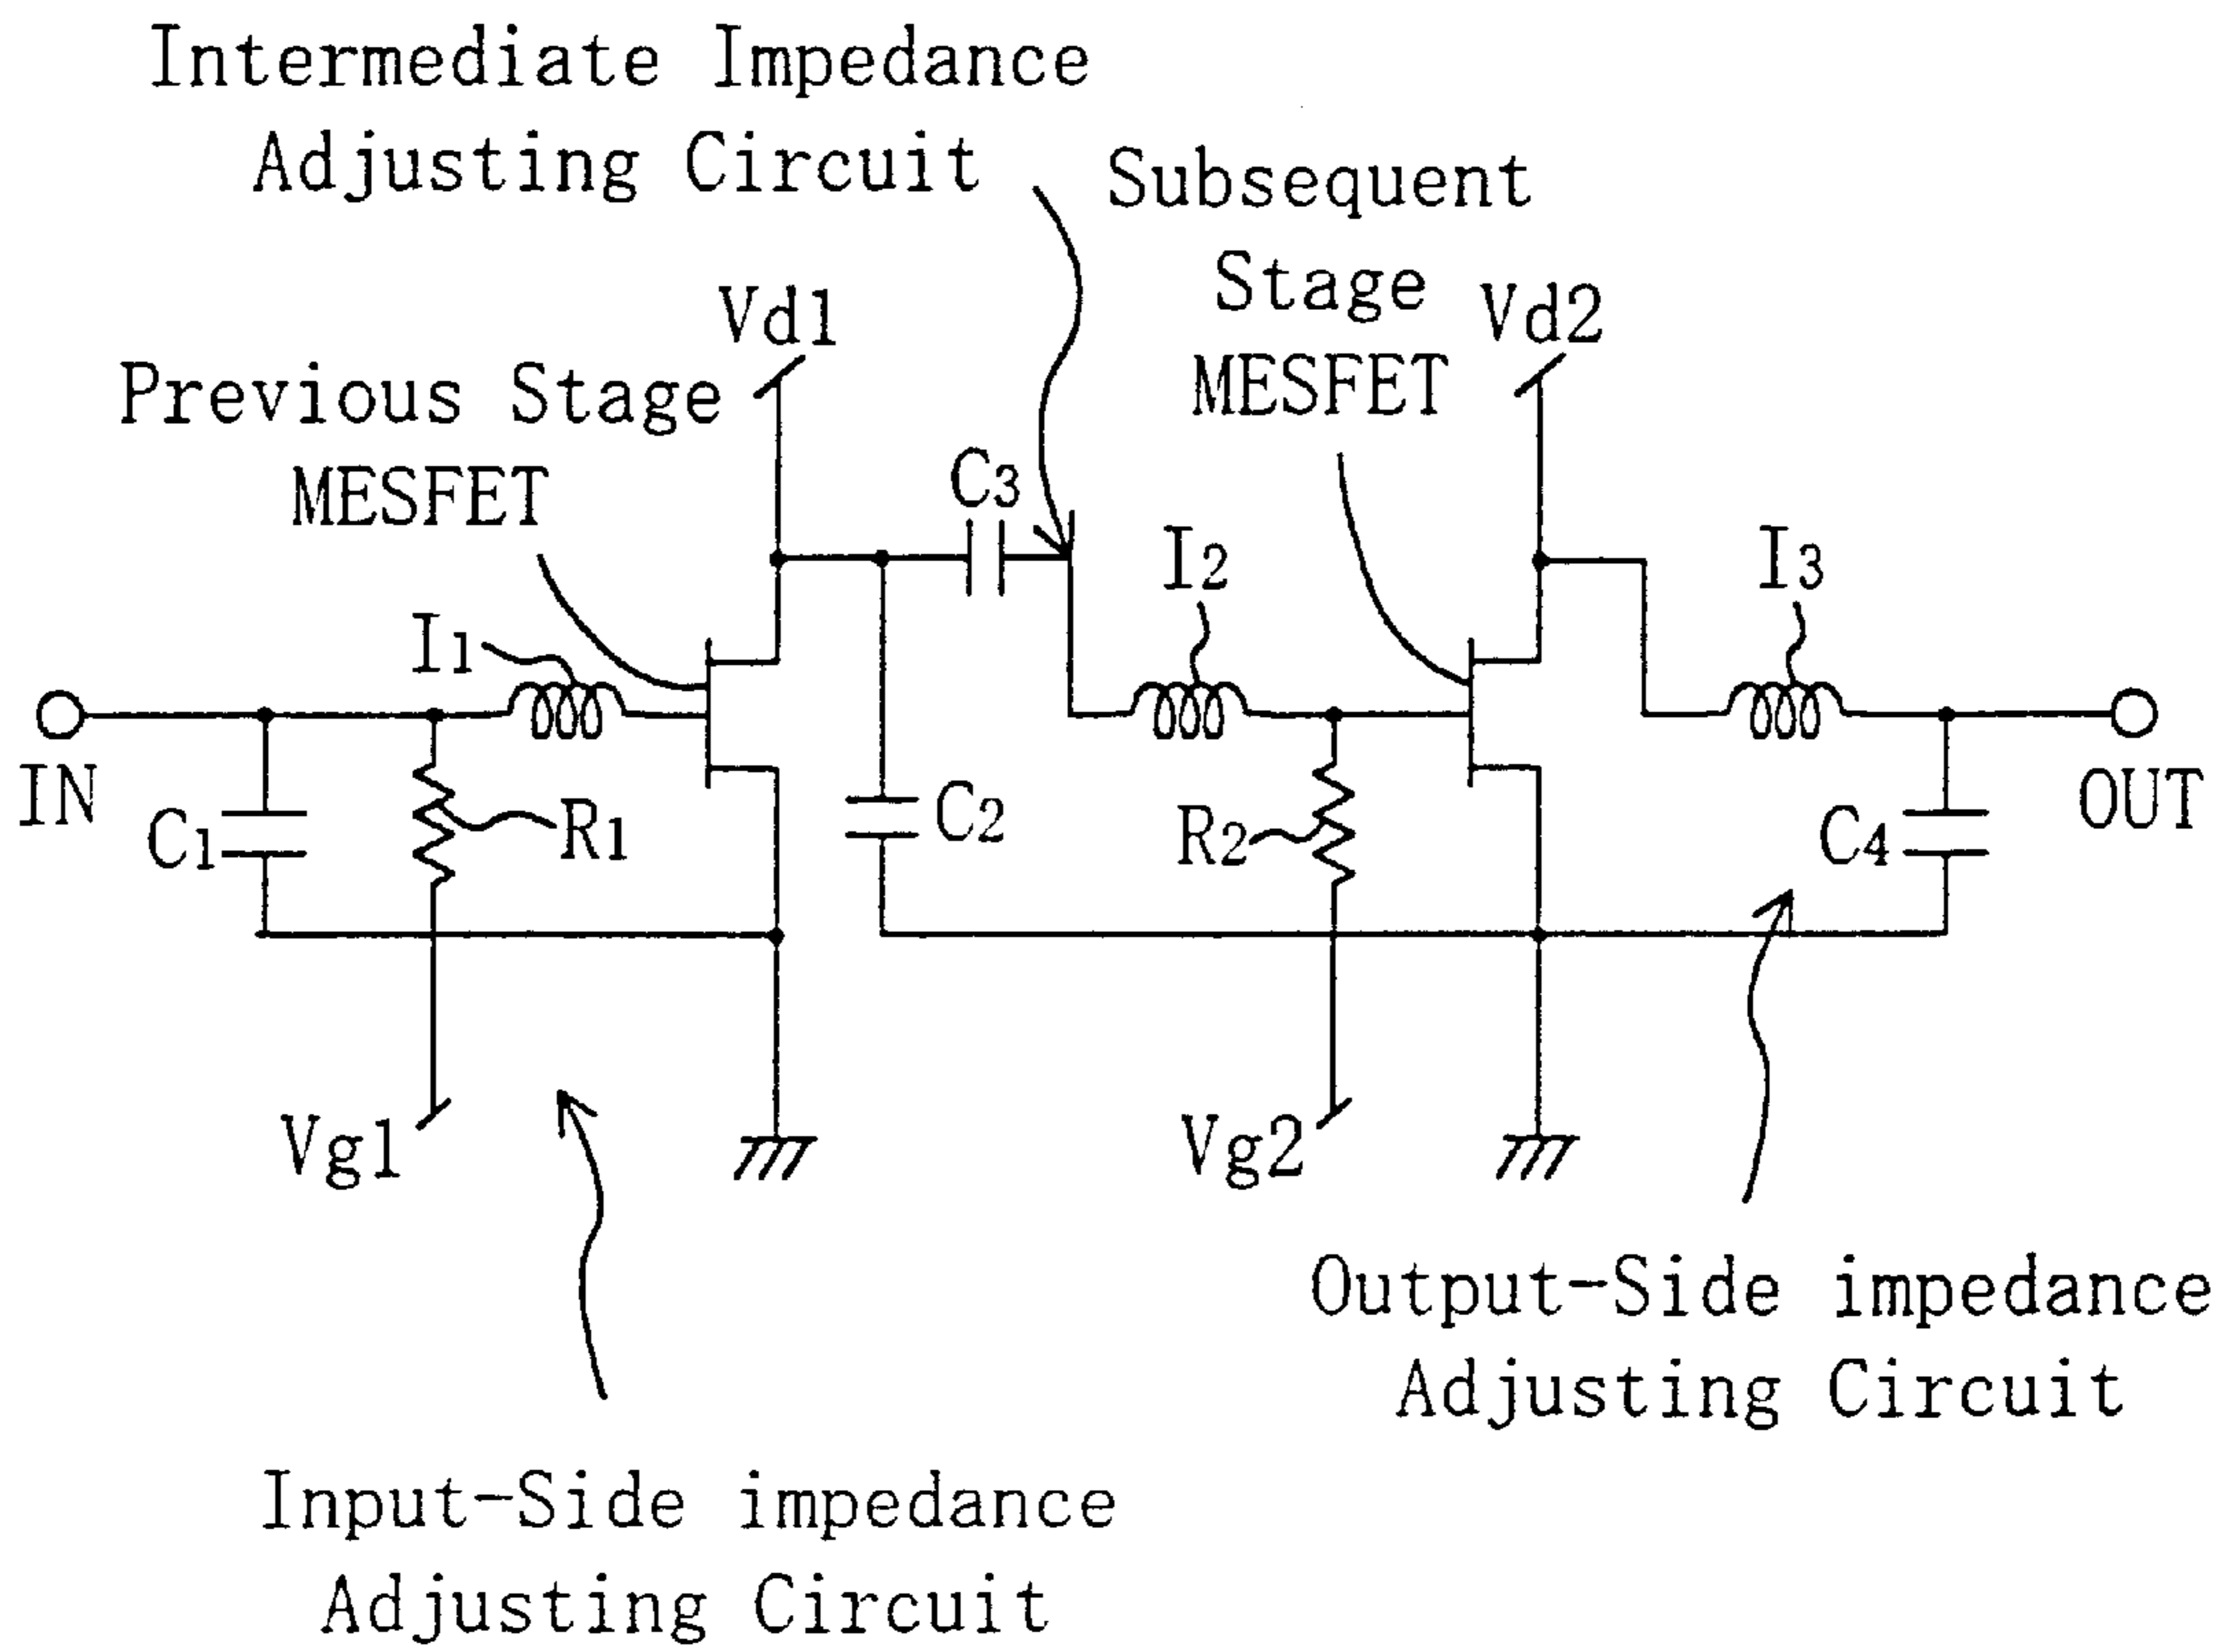 Intermediate Impedance
Adjusting Circuit
Subsequent
Stage
MESFET
Vd1
Vd2
Previous Stage
MESFET
C3
I2
I3
I1
IN
C1
R1
C2
R2
C4
OUT
Vg1
Vg2
Output-Side impedance
Adjusting Circuit
Input-Side impedance
Adjusting Circuit